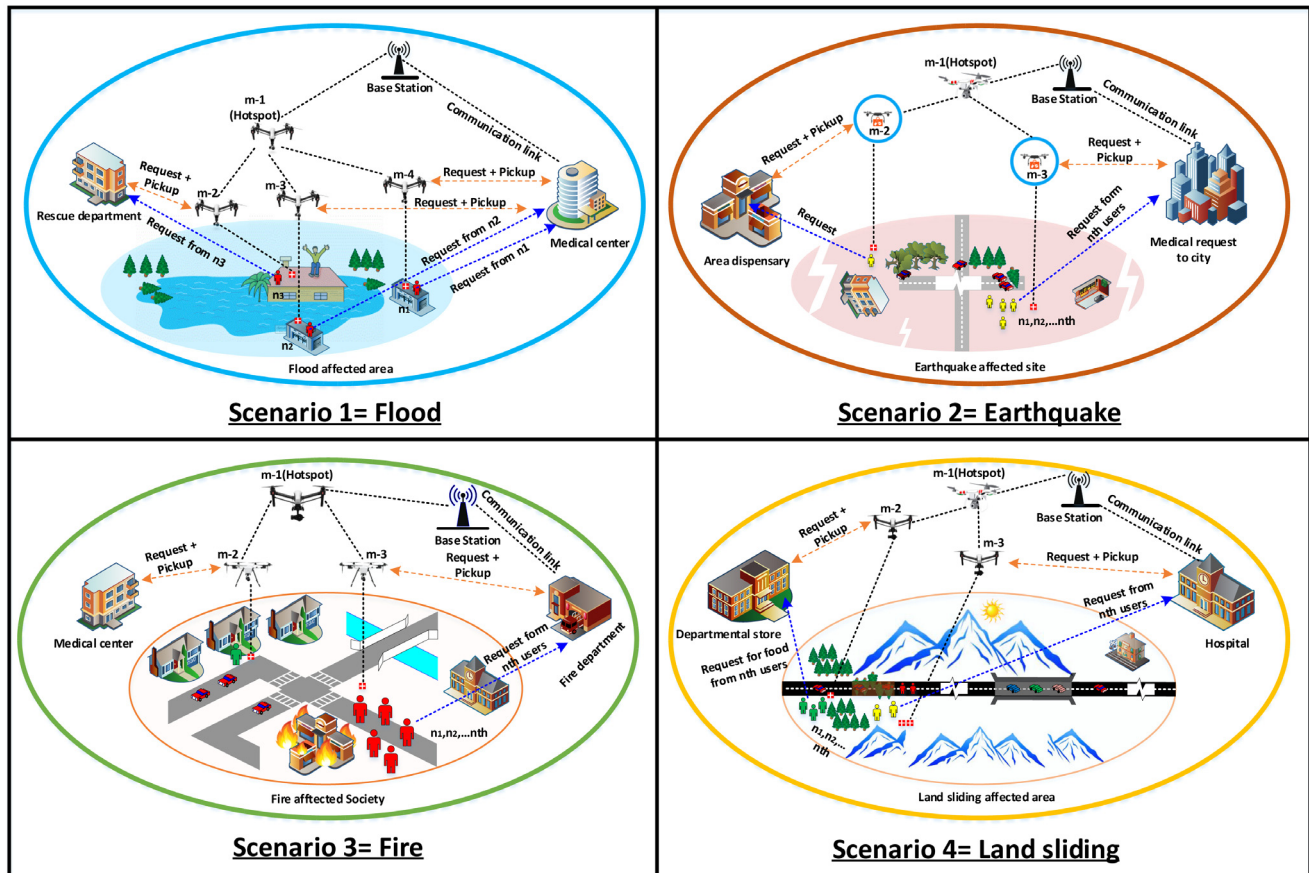 m-1
(Hotspot)
Base Station
Communication link
Request +
Pickup
m-2
m-3
m-4
Request + Pickup
Request + Pickup
Rescue department
Medical center
Request from n3
Request from n2
Request from n1
n3
n1
n2
Flood affected area
Scenario 1= Flood
m-1(Hotspot)
Base Station
Communication link
m-2
Request + Pickup
m-3
Request +
Pickup
Request
Request form
nth users
Area dispensary
Medical request
to city
n1,n2,...nth
Earthquake affected site
Scenario 2= Earthquake
m-1(Hotspot)
Base Station
Communication link
Request +
Pickup
m-2
m-3
Request +
Pickup
Medical center
Request form
nth users
Fire department
n1,n2,...nth
Fire afftected Society
Scenario 3= Fire
m-1(Hotspot)
Base Station
Communication link
Request +
Pickup
m-2
m-3
Request + Pickup
Request from
nth users
Departmental store
Hospital
Request for food
from nth users
n1,n2,...
nth
Land sliding affected area
Scenario 4= Land sliding